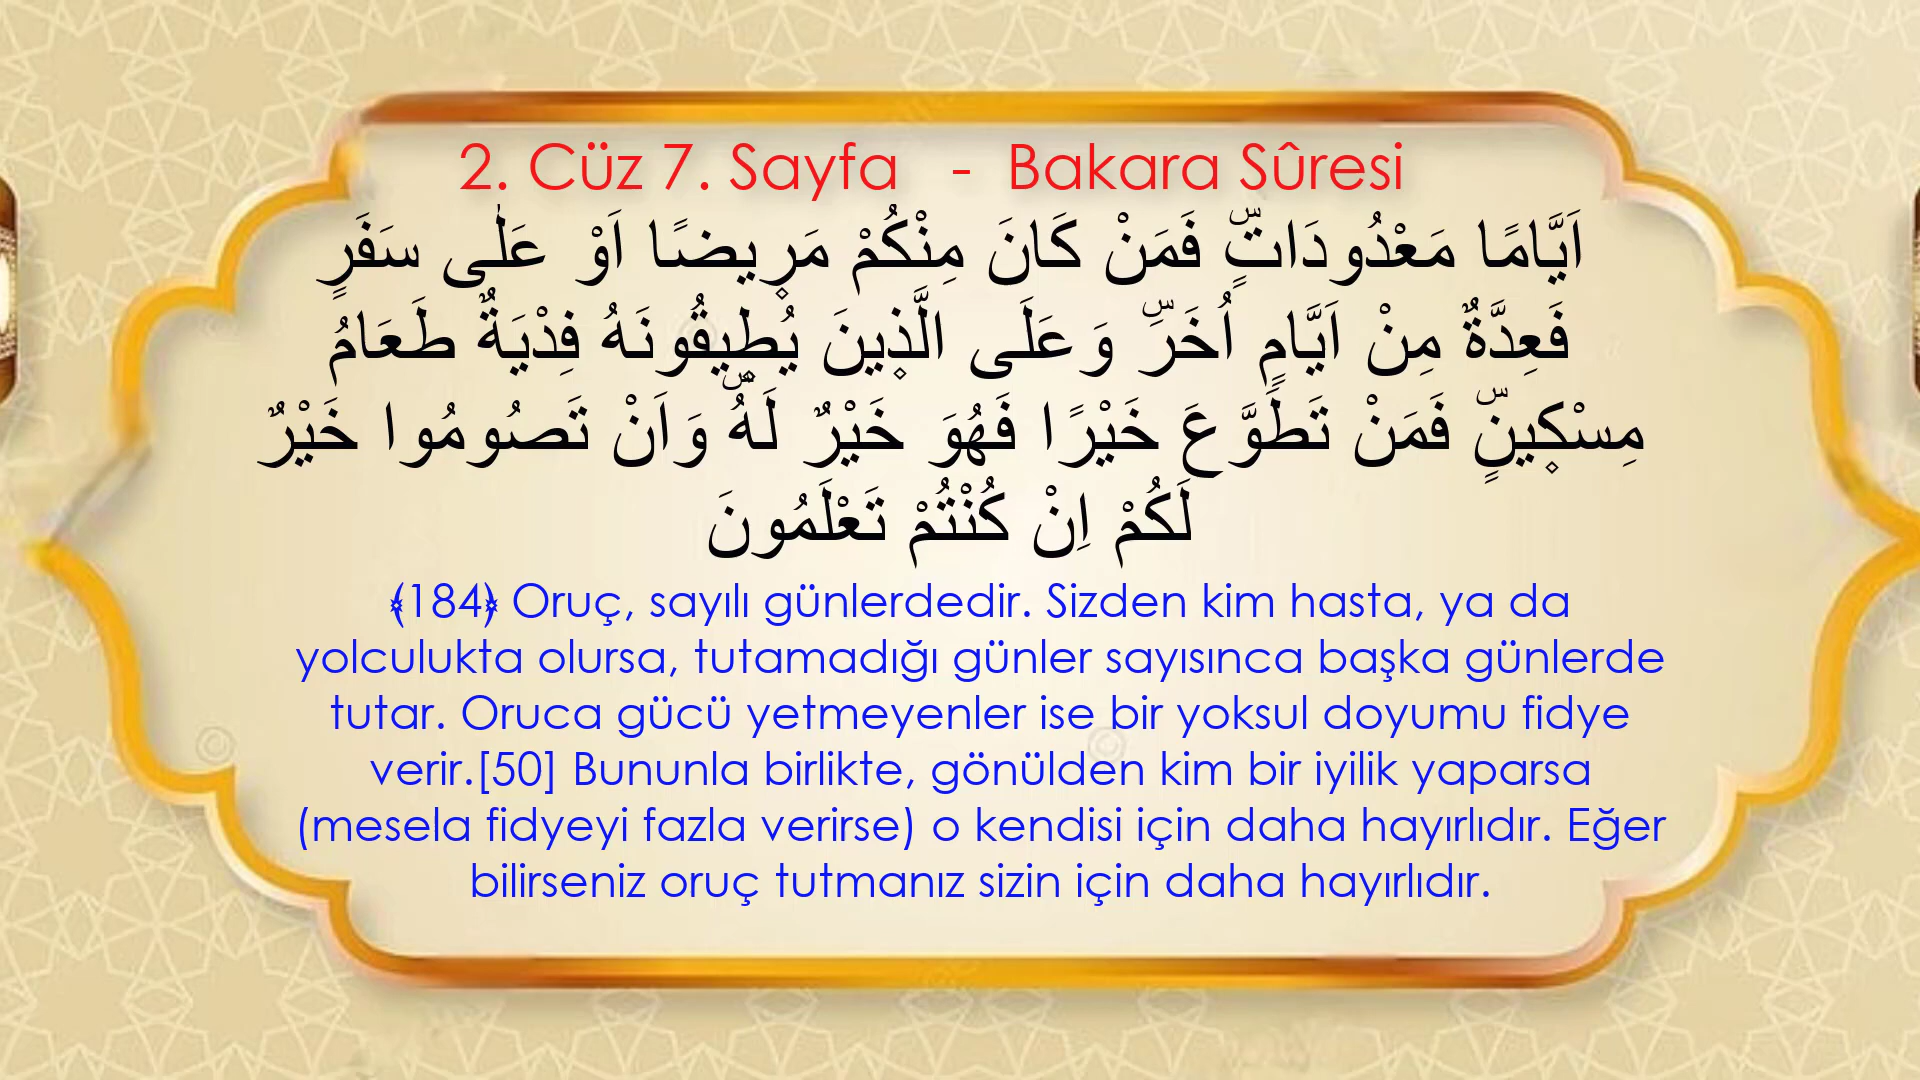 2. Cüz 7. Sayfa - Bakara Sûresi
اَيَّامًا مَعْدُودَاتٍۜ فَمَنْ كَانَ مِنْكُمْ مَر۪يضًا اَوْ عَلٰى سَفَرٍ
فَعِدَّةٌ مِنْ اَيَّامٍ اُخَرَۜ وَعَلَى الَّذ۪ينَ يُط۪يقُونَهُ فِدْيَةٌ طَعَامُ
مِسْك۪ينٍۜ فَمَنْ تَطَوَّعَ خَيْرًا فَهُوَ خَيْرٌ لَهُۜ وَاَنْ تَصُومُوا خَيْرٌ
لَكُمْ اِنْ كُنْتُمْ تَعْلَمُونَ
﴾184﴿ Oruç, sayılı günlerdedir. Sizden kim hasta, ya da
yolculukta olursa, tutamadığı günler sayısınca başka günlerde
tutar. Oruca gücü yetmeyenler ise bir yoksul doyumu fidye
verir.[50] Bununla birlikte, gönülden kim bir iyilik yaparsa
(mesela fidyeyi fazla verirse) o kendisi için daha hayırlıdır. Eğer
bilirseniz oruç tutmanız sizin için daha hayırlıdır.